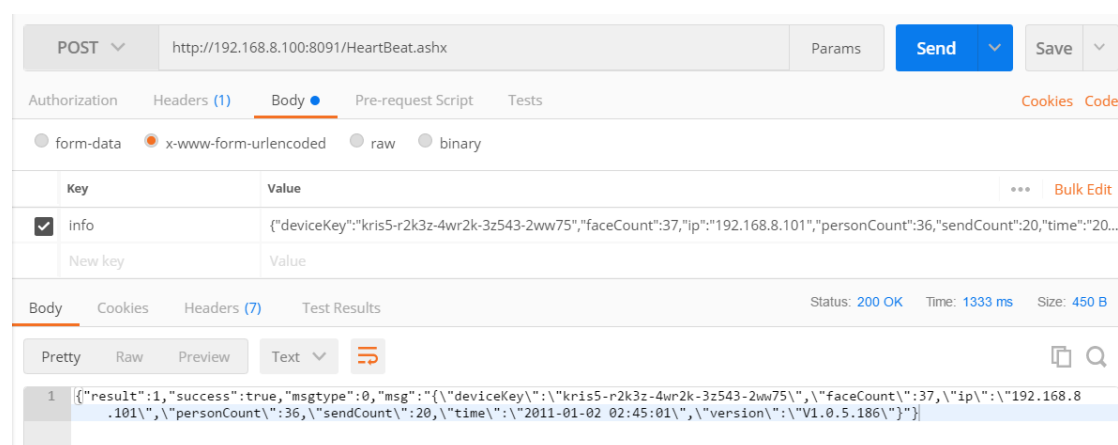 POST http://192.168.8.100:8091/HeartBeat.ashx Params Send Save
Authorization Headers (1) Body Pre-request Script Tests Cookies Code
form-data x-www-form-urlencoded raw binary
Key Value Bulk Edit
info {"deviceKey":"kris5-r2k3z-4wr2k-3z543-2ww75","faceCount":37,"ip":"192.168.8.101","personCount":36,"sendCount":20,"time":"20...
New key Value
Body Cookies Headers (7) Test Results Status: 200 OK Time: 1333 ms Size: 450 B
Pretty Raw Preview Text
1 {"result":1,"success":true,"msgtype":0,"msg":"{\"deviceKey\":\"kris5-r2k3z-4wr2k-3z543-2ww75\",\"faceCount\":37,\"ip\":\"192.168.8
.101\",\"personCount\":36,\"sendCount\":20,\"time\":\"2011-01-02 02:45:01\",\"version\":\"V1.0.5.186\"}"}